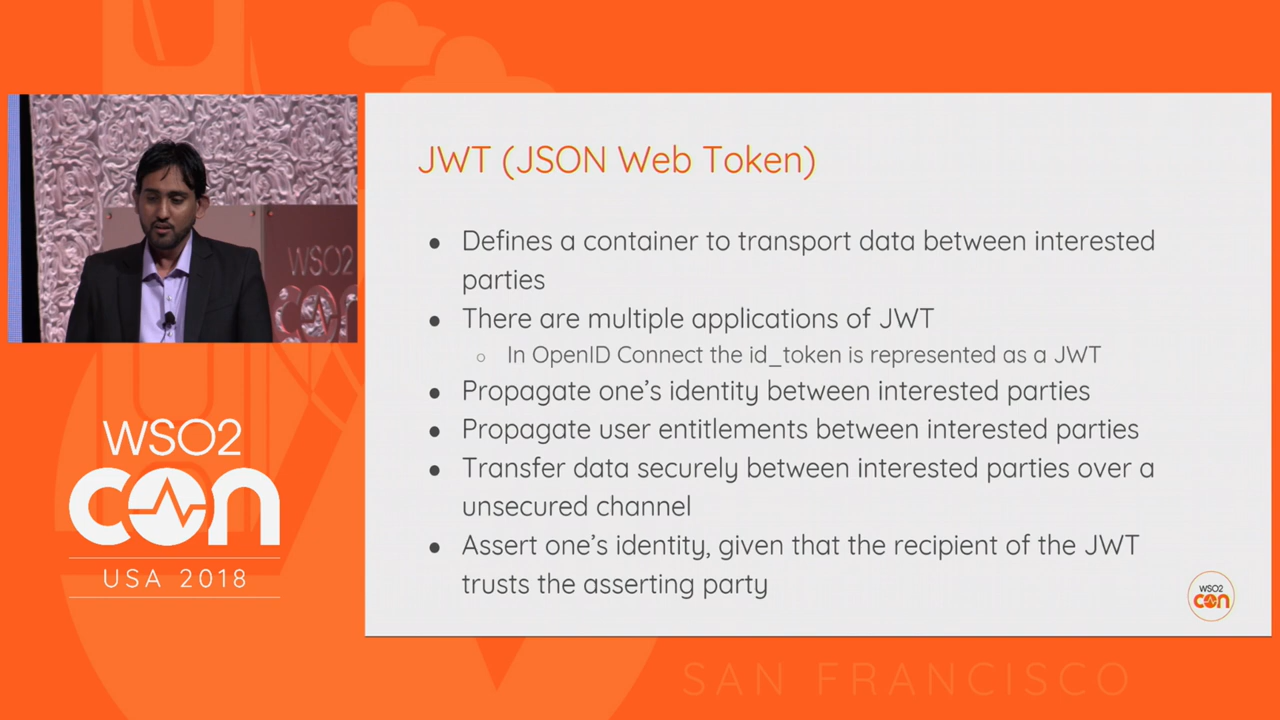 WSO2
con
WSO2
con
USA 2018
JWT (JSON Web Token)
● Defines a container to transport data between interested
parties
● There are multiple applications of JWT
○ In OpenID Connect the id_token is represented as a JWT
● Propagate one's identity between interested parties
● Propagate user entitlements between interested parties
● Transfer data securely between interested parties over a
unsecured channel
● Assert one's identity, given that the recipient of the JWT
trusts the asserting party
WSO2
con
SAN FRANCISCO